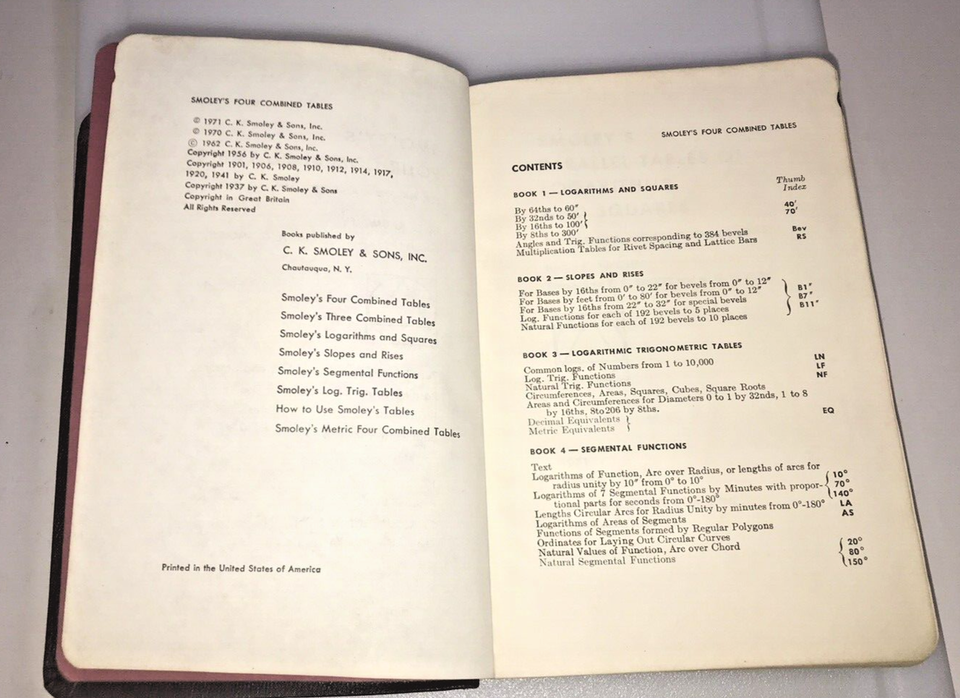 SMOLEY'S FOUR COMBINED TABLES
© 1971 C. K. Smoley & Sons, Inc.
© 1970 C. K. Smoley & Sons, Inc.
© 1962 C. K. Smoley & Sons, Inc.
Copyright 1956 by C. K. Smoley & Sons, Inc.
Copyright 1901, 1906, 1908, 1910, 1912, 1914, 1917,
1920, 1941 by C. K. Smoley
Copyright 1937 by C. K. Smoley & Sons
Copyright in Great Britain
All Rights Reserved
Books published by
C. K. SMOLEY & SONS, INC.
Chautauqua, N. Y.
Smoley's Four Combined Tables
Smoley's Three Combined Tables
Smoley's Logarithms and Squares
Smoley's Slopes and Rises
Smoley's Segmental Functions
Smoley's Log. Trig. Tables
How to Use Smoley's Tables
Smoley's Metric Four Combined Tables
Printed in the United States of America
SMOLEY'S FOUR COMBINED TABLES
CONTENTS
Thumb
Index
BOOK 1 — LOGARITHMS AND SQUARES
By 64ths to 60″ 40′
By 32nds to 50′ } 70′
By 16ths to 100′
By 8ths to 300′
Angles and Trig. Functions corresponding to 384 bevels Bev
Multiplication Tables for Rivet Spacing and Lattice Bars RS
BOOK 2 — SLOPES AND RISES
For Bases by 16ths from 0″ to 22″ for bevels from 0″ to 12″
For Bases by feet from 0′ to 80′ for bevels from 0″ to 12″ } B1″
For Bases by 16ths from 22″ to 32″ for special bevels B7″
Log. Functions for each of 192 bevels to 5 places B11″
Natural Functions for each of 192 bevels to 10 places
BOOK 3 — LOGARITHMIC TRIGONOMETRIC TABLES
Common logs. of Numbers from 1 to 10,000 LN
Log. Trig. Functions LF
Natural Trig. Functions NF
Circumferences, Areas, Squares, Cubes, Square Roots
Areas and Circumferences for Diameters 0 to 1 by 32nds, 1 to 8
by 16ths, 8to206 by 8ths. EQ
Decimal Equivalents }
Metric Equivalents
BOOK 4 — SEGMENTAL FUNCTIONS
Text
Logarithms of Function, Arc over Radius, or lengths of arcs for
radius unity by 10″ from 0° to 10° 10°
Logarithms of 7 Segmental Functions by Minutes with propor- { 70°
tional parts for seconds from 0°-180° 140°
Lengths Circular Arcs for Radius Unity by minutes from 0°-180° LA
Logarithms of Areas of Segments AS
Functions of Segments formed by Regular Polygons
Ordinates for Laying Out Circular Curves
Natural Values of Function, Arc over Chord { 20°
Natural Segmental Functions 80°
150°